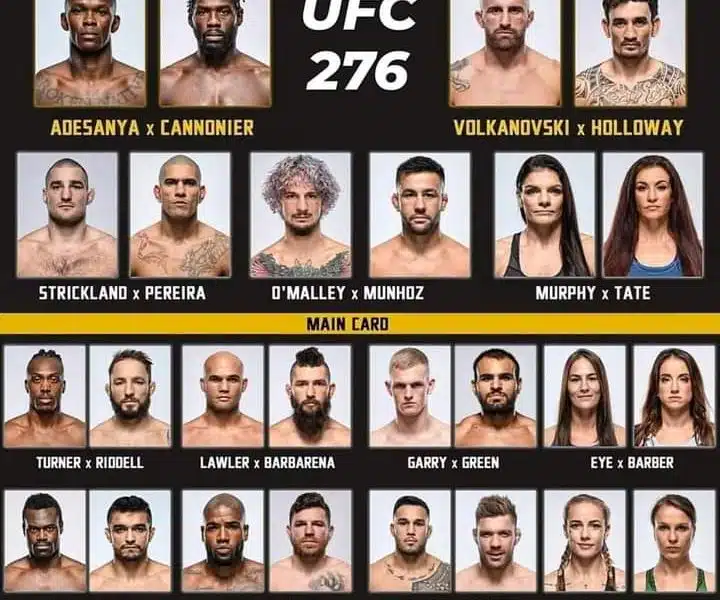 UFC
276
ADESANYA x CANNONIER
VOLKANOVSKI x HOLLOWAY
STRICKLAND x PEREIRA
O'MALLEY x MUNHOZ
MURPHY x TATE
MAIN CARD
TURNER x RIDDELL
LAWLER x BARBARENA
GARRY x GREEN
EYE x BARBER